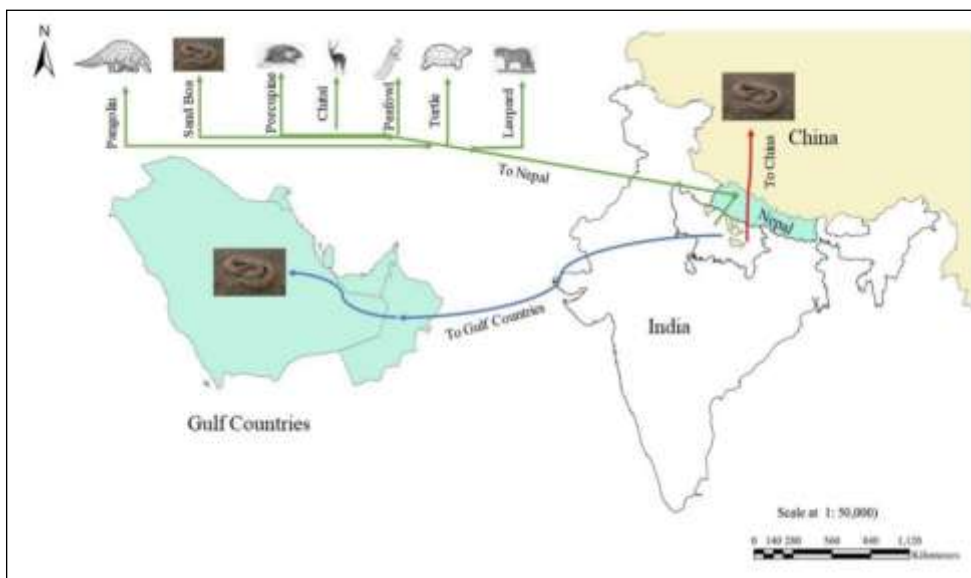 N
Pangolin
Sand Boa
Porcupine
Chital
Peafowl
Turtle
Leopard
To Nepal
China
To China
Nepal
To Gulf Countries
India
Gulf Countries
Scale at 1: 50,000)
0 140 280 560 840 1,120
Kilometers